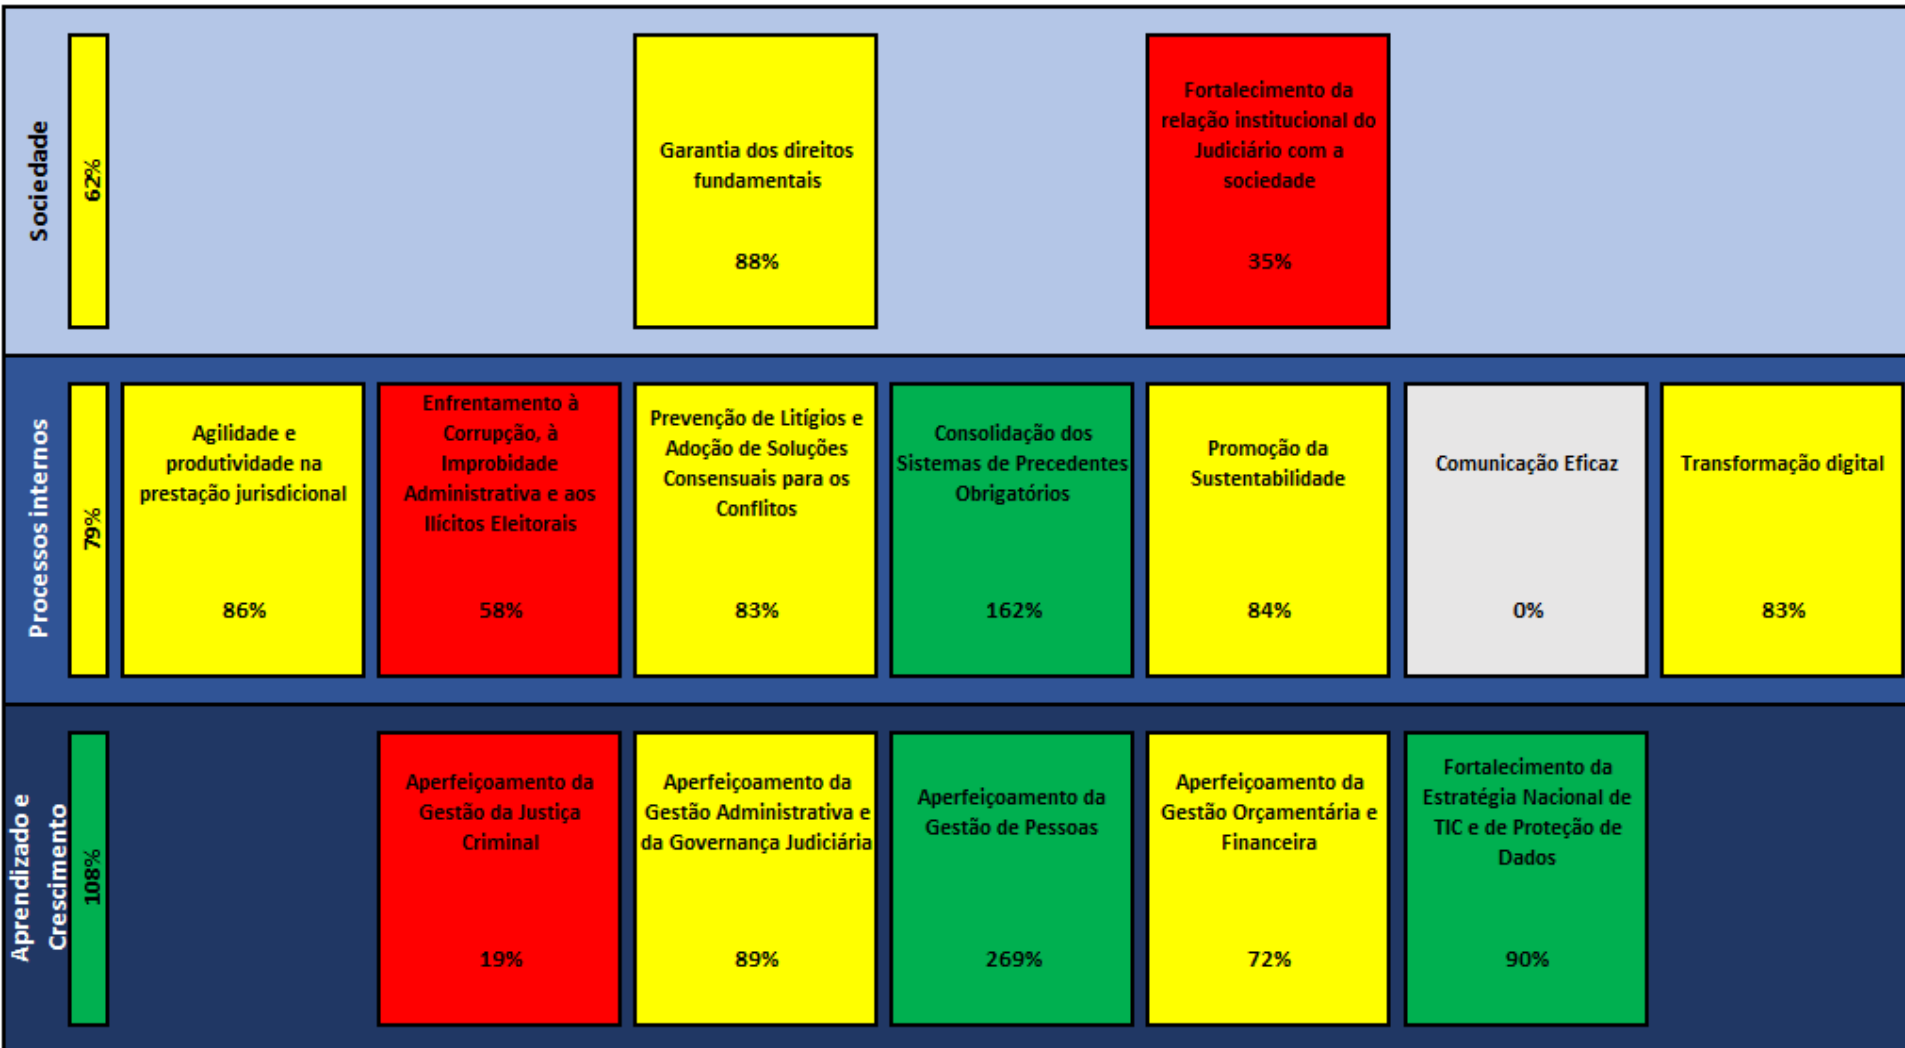 Sociedade
62%
Garantia dos direitos
fundamentais
88%
Fortalecimento da
relação institucional do
Judiciário com a
sociedade
35%
Processos internos
79%
Agilidade e
produtividade na
prestação jurisdicional
86%
Enfrentamento à
Corrupção, à
Improbidade
Administrativa e aos
Ilícitos Eleitorais
58%
Prevenção de Litígios e
Adoção de Soluções
Consensuais para os
Conflitos
83%
Consolidação dos
Sistemas de Precedentes
Obrigatórios
162%
Promoção da
Sustentabilidade
84%
Comunicação Eficaz
0%
Transformação digital
83%
Aprendizado e
Crescimento
108%
Aperfeiçoamento da
Gestão da Justiça
Criminal
19%
Aperfeiçoamento da
Gestão Administrativa e
da Governança Judiciária
89%
Aperfeiçoamento da
Gestão de Pessoas
269%
Aperfeiçoamento da
Gestão Orçamentária e
Financeira
72%
Fortalecimento da
Estratégia Nacional de
TIC e de Proteção de
Dados
90%